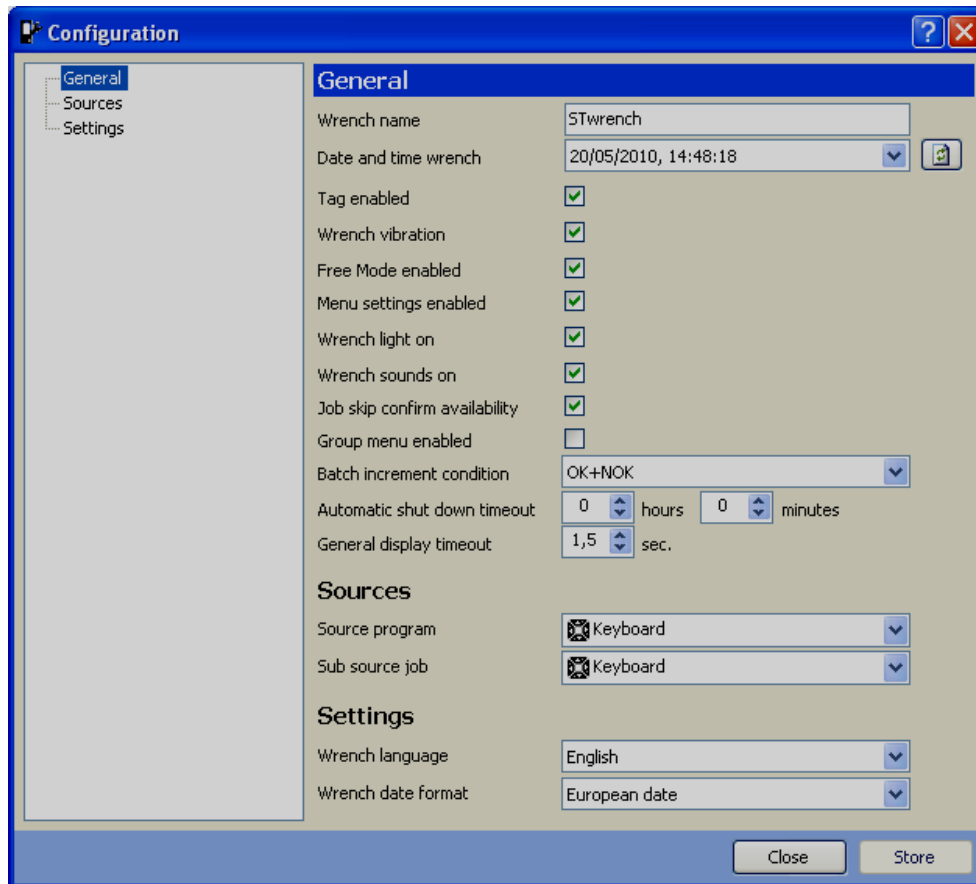 Configuration
General
Sources
Settings
General
Wrench name STwrench
Date and time wrench 20/05/2010, 14:48:18
Tag enabled
Wrench vibration
Free Mode enabled
Menu settings enabled
Wrench light on
Wrench sounds on
Job skip confirm availability
Group menu enabled
Batch increment condition OK+NOK
Automatic shut down timeout 0 hours 0 minutes
General display timeout 1,5 sec.
Sources
Source program Keyboard
Sub source job Keyboard
Settings
Wrench language English
Wrench date format European date
Close Store